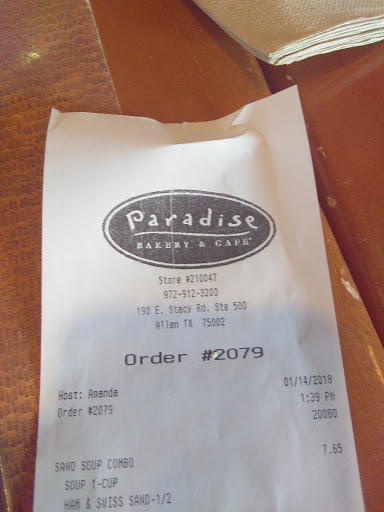 Paradise
BAKERY & CAFÉ
Store #210047
972-912-3200
190 E. Stacy Rd. Ste 500
Allen TX 75002
Order #2079
Host: Amanda 01/14/2018
Order #2079 1:39 PM
20080
SAND SOUP COMBO 7.65
SOUP 1-CUP
HAM & SWISS SAND-1/2